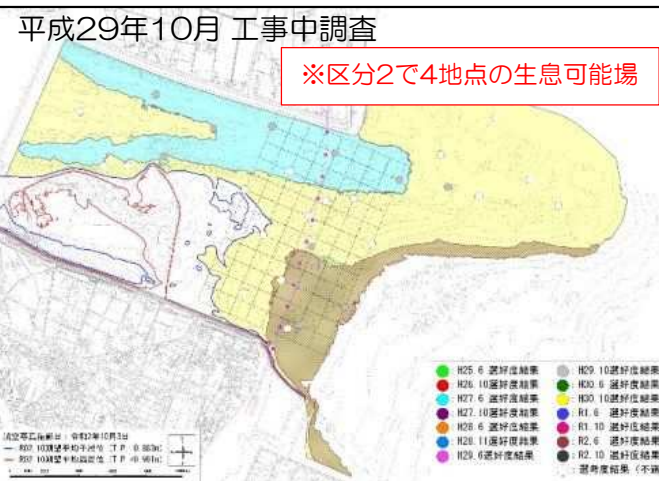 平成29年10月 工事中調査
※区分2で4地点の生息可能場
H25. 6 選好度結果
H26. 10選好度結果
H27. 6 選好度結果
H27. 10選好度結果
H28. 6 選好度結果
H28. 11選好度結果
H29. 6選好度結果
H29. 10選好度結果
H30. 6 選好度結果
H30. 10選好度結果
R1. 6 選好度結果
R1. 10 選好度結果
R2. 6 選好度結果
R2. 10 選好度結果